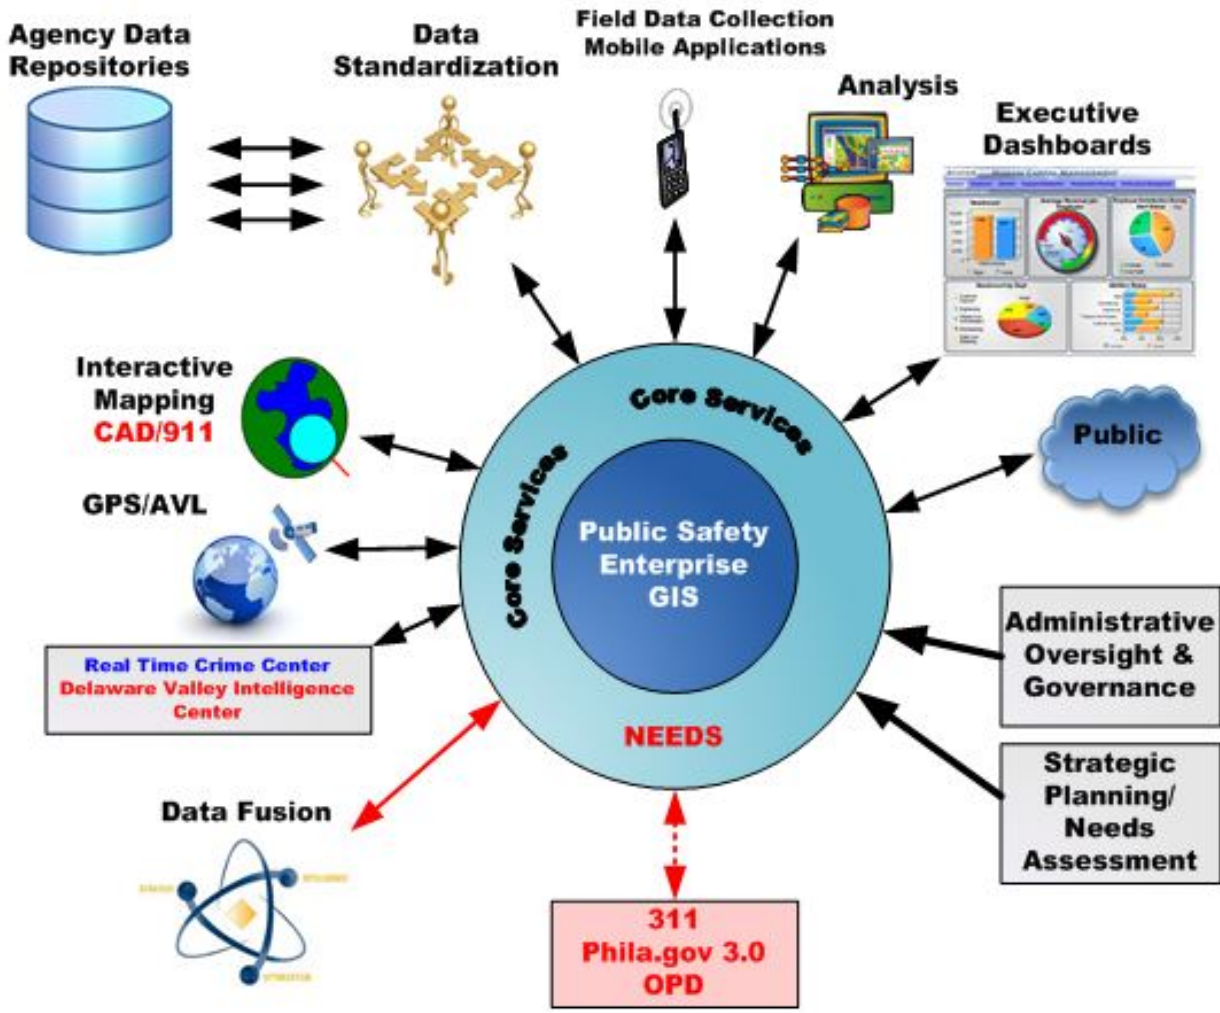 Field Data Collection
Mobile Applications
Agency Data
Repositories
Data
Standardization
Analysis
Executive
Dashboards
Interactive
Mapping
CAD/911
Core Services
Public
GPS/AVL
Core Services
Public Safety
Enterprise
GIS
Administrative
Oversight &
Governance
Real Time Crime Center
Delaware Valley Intelligence
Center
NEEDS
Strategic
Planning/
Needs
Assessment
Data Fusion
311
Phila.gov 3.0
OPD